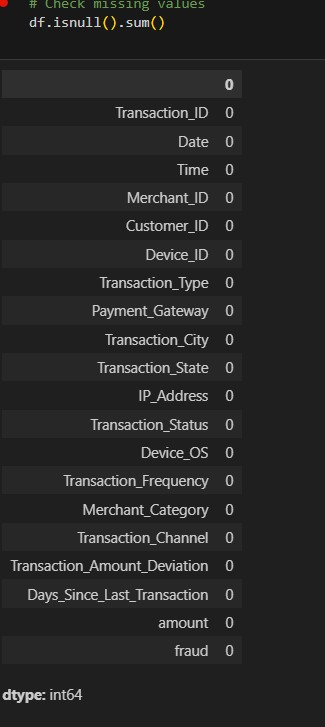 # Check missing values
df.isnull().sum()
0
Transaction_ID 0
Date 0
Time 0
Merchant_ID 0
Customer_ID 0
Device_ID 0
Transaction_Type 0
Payment_Gateway 0
Transaction_City 0
Transaction_State 0
IP_Address 0
Transaction_Status 0
Device_OS 0
Transaction_Frequency 0
Merchant_Category 0
Transaction_Channel 0
Transaction_Amount_Deviation 0
Days_Since_Last_Transaction 0
amount 0
fraud 0
dtype: int64